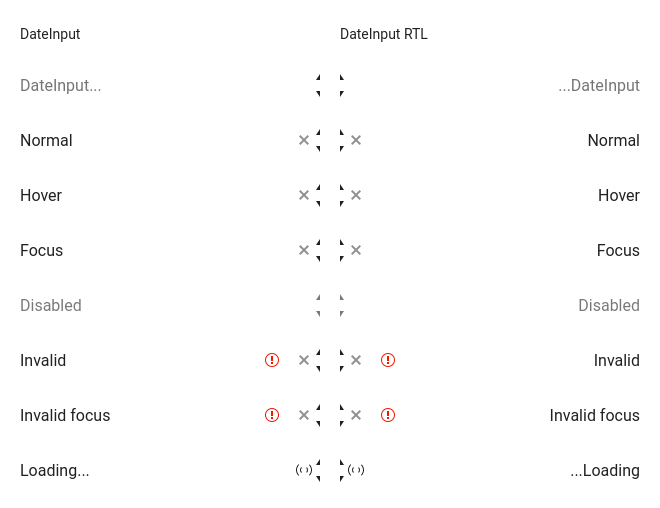 DateInput DateInput RTL
DateInput... ...DateInput
Normal Normal
Hover Hover
Focus Focus
Disabled Disabled
Invalid Invalid
Invalid focus Invalid focus
Loading... ...Loading